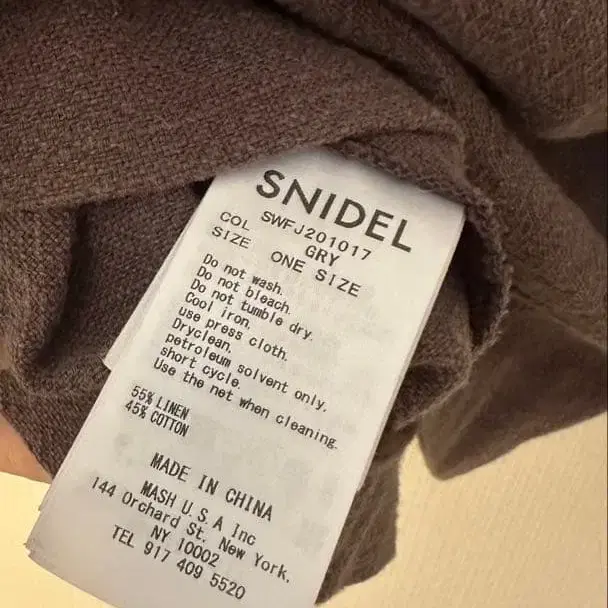 SNIDEL
SWFJ201017
COL GRY
SIZE ONE SIZE
Do not wash.
Do not bleach.
Do not tumble dry.
Cool iron.
use press cloth.
Dryclean.
petroleum solvent only.
short cycle.
Use the net when cleaning.
55% LINEN
45% COTTON
MADE IN CHINA
MASH U.S.A Inc
144 Orchard St. New York,
NY 10002
TEL 917 409 5520